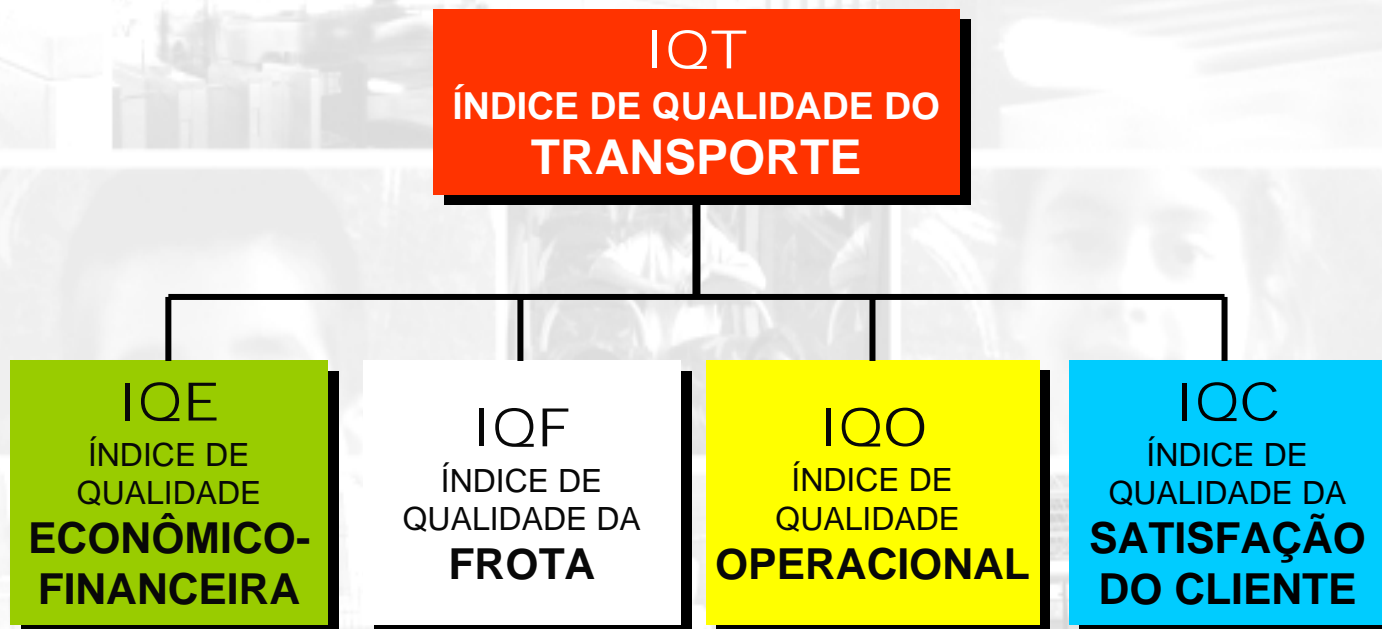 IQT
ÍNDICE DE QUALIDADE DO
TRANSPORTE
IQE
ÍNDICE DE
QUALIDADE
ECONÔMICO-
FINANCEIRA
IQF
ÍNDICE DE
QUALIDADE DA
FROTA
IQO
ÍNDICE DE
QUALIDADE
OPERACIONAL
IQC
ÍNDICE DE
QUALIDADE DA
SATISFAÇÃO
DO CLIENTE